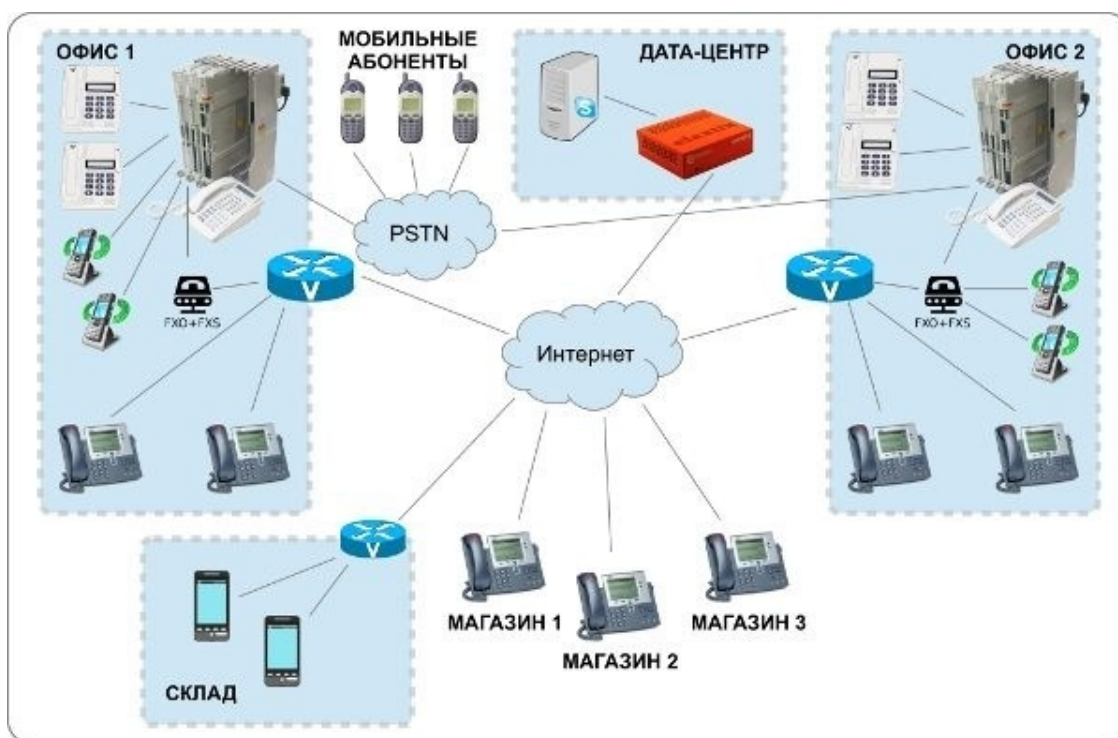 ОФИС 1
МОБИЛЬНЫЕ
АБОНЕНТЫ
ДАТА-ЦЕНТР
ОФИС 2
S
PSTN
V
V
FXO+FXS
FXO+FXS
Интернет
V
МАГАЗИН 1
МАГАЗИН 3
МАГАЗИН 2
СКЛАД